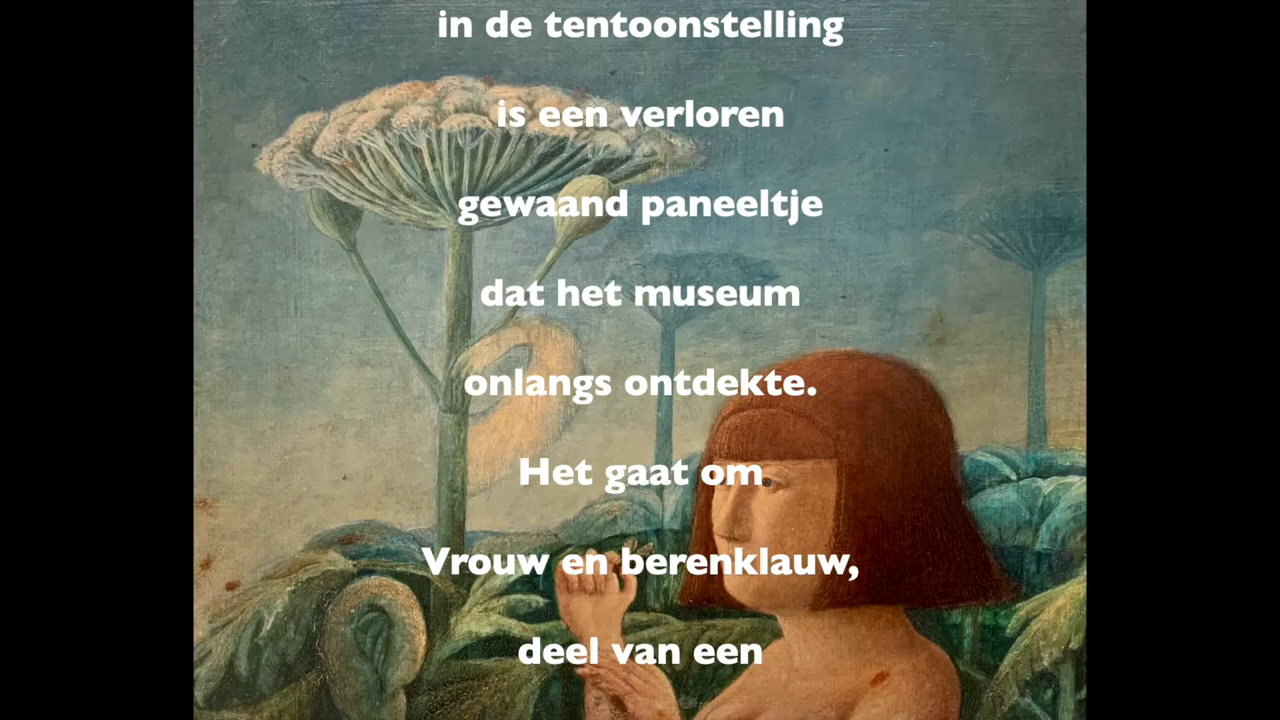 in de tentoonstelling
is een verloren
gewaand paneeltje
dat het museum
onlangs ontdekte.
Het gaat om
Vrouw en berenklauw,
deel van een